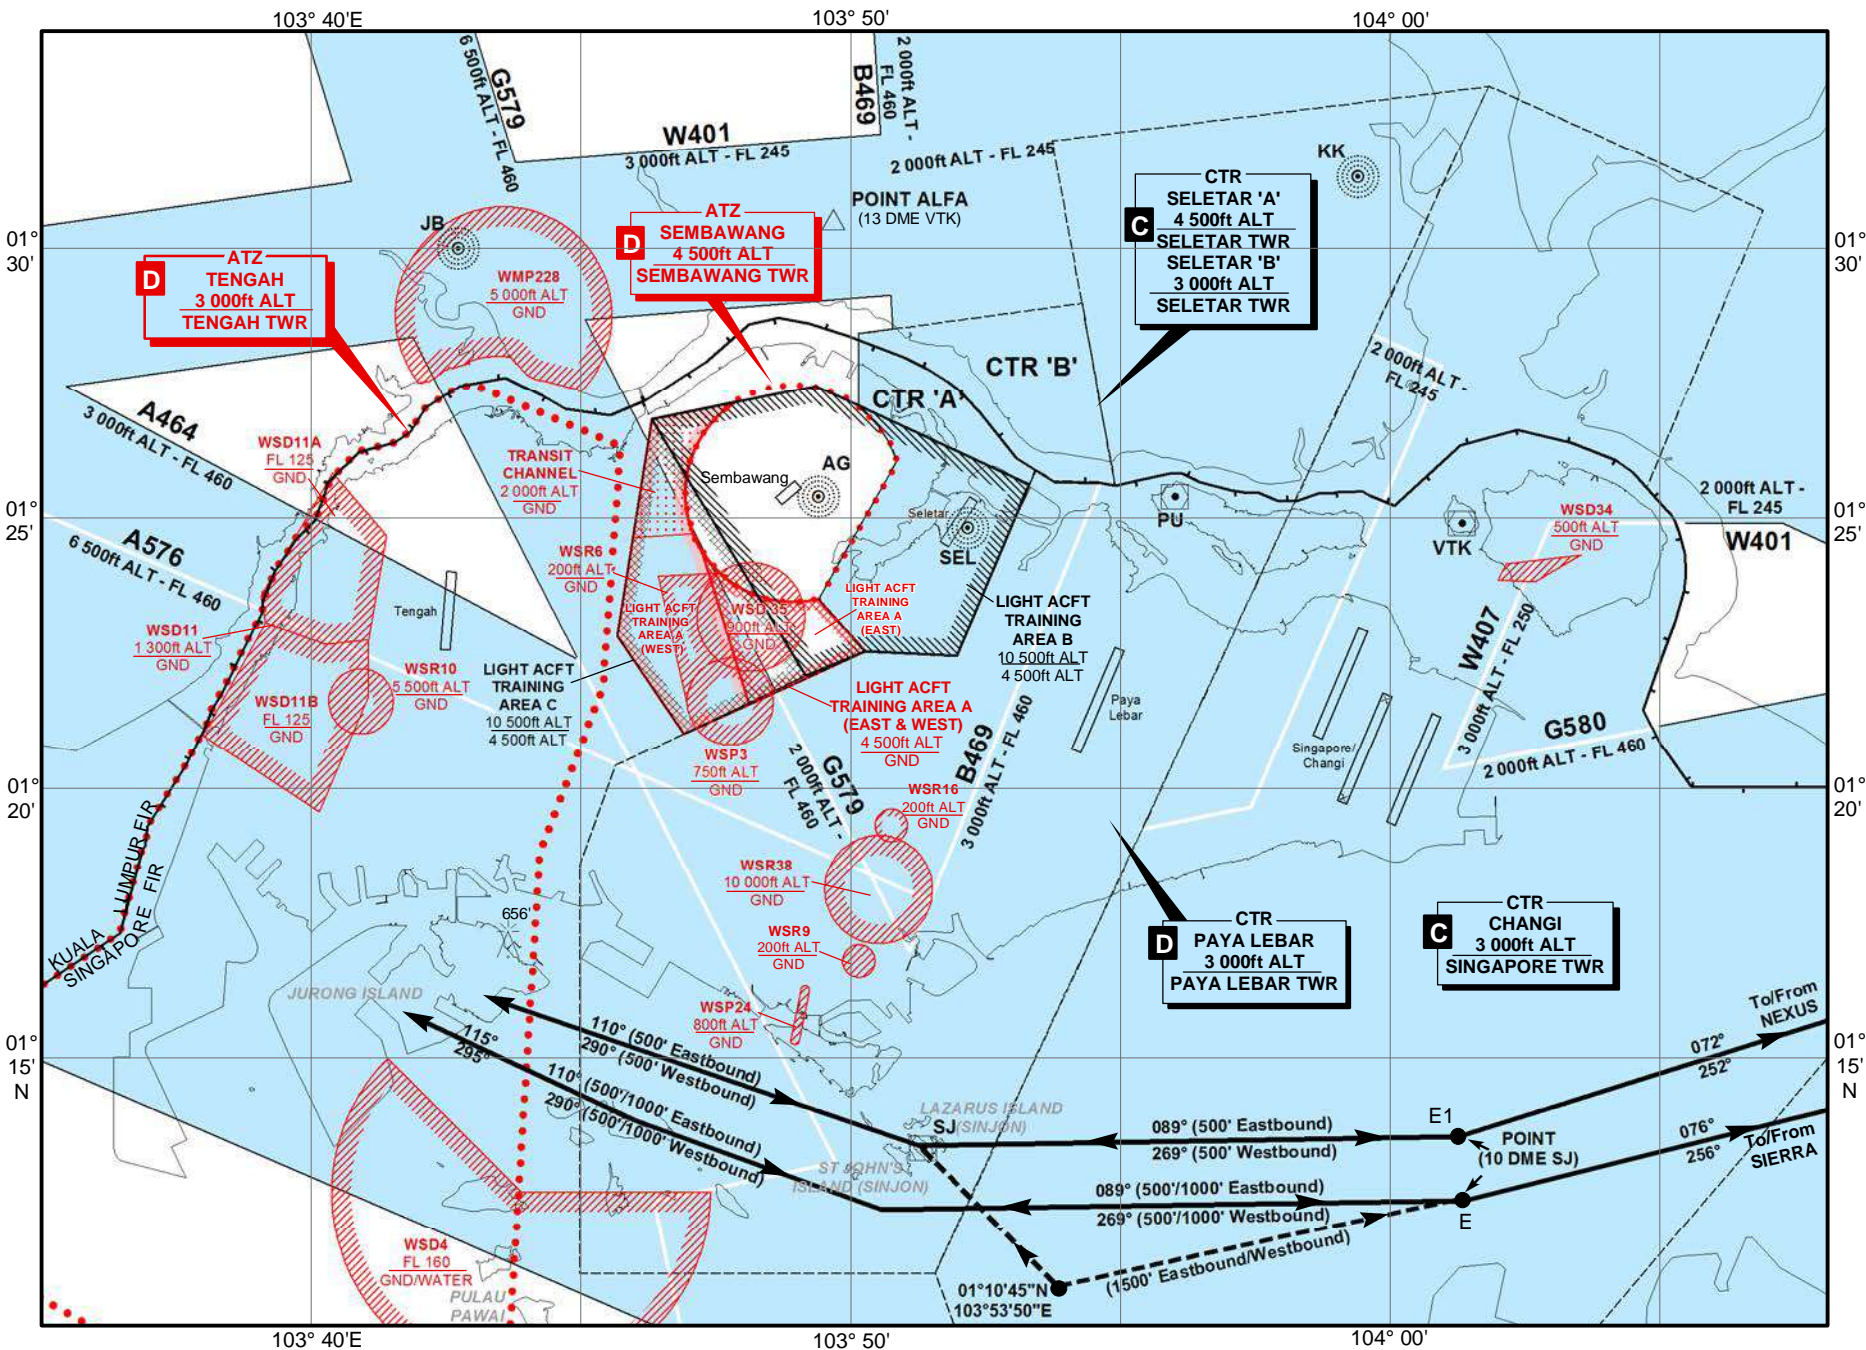 103° 40'E
103° 50'
104° 00'
01°
30'
01°
25'
01°
20'
01°
15'
N
01°
30'
01°
25'
01°
20'
01°
15'
N
103° 40'E
103° 50'
104° 00'
G579
6 500ft ALT - FL 460
W401
3 000ft ALT - FL 245
B469
2 000ft ALT -
FL 460
2 000ft ALT - FL 245
POINT ALFA
(13 DME VTK)
KK
JB
CTR
SELETAR 'A'
4 500ft ALT
SELETAR TWR
SELETAR 'B'
3 000ft ALT
SELETAR TWR
C
ATZ
SEMBAWANG
4 500ft ALT
SEMBAWANG TWR
D
ATZ
TENGAH
3 000ft ALT
TENGAH TWR
D
WMP228
5 000ft ALT
GND
CTR 'B'
CTR 'A'
2 000ft ALT -
FL 245
A464
3 000ft ALT - FL 460
WSD11A
FL 125
GND
TRANSIT
CHANNEL
2 000ft ALT
GND
Sembawang
AG
Seletar
SEL
PU
VTK
WSD34
500ft ALT
GND
2 000ft ALT -
FL 245
W401
A576
6 500ft ALT - FL 460
WSR6
200ft ALT
GND
Tengah
LIGHT ACFT
TRAINING
AREA A
(WEST)
WSD 35
900ft ALT
GND
LIGHT ACFT
TRAINING
AREA A
(EAST)
LIGHT ACFT
TRAINING
AREA B
10 500ft ALT
4 500ft ALT
WSD11
1 300ft ALT
GND
WSR10
5 500ft ALT
GND
WSD11B
FL 125
GND
LIGHT ACFT
TRAINING
AREA C
10 500ft ALT
4 500ft ALT
LIGHT ACFT
TRAINING AREA A
(EAST & WEST)
4 500ft ALT
GND
Paya
Lebar
Singapore/
Changi
W407
3 000ft ALT - FL 250
G580
2 000ft ALT - FL 460
WSP3
750ft ALT
GND
G579
2 000ft ALT -
FL 460
B469
3 000ft ALT - FL 460
WSR16
200ft ALT
GND
WSR38
10 000ft ALT
GND
WSR9
200ft ALT
GND
WSP24
800ft ALT
GND
KUALA LUMPUR FIR
SINGAPORE FIR
656'
JURONG ISLAND
CTR
PAYA LEBAR
3 000ft ALT
PAYA LEBAR TWR
D
CTR
CHANGI
3 000ft ALT
SINGAPORE TWR
C
To/From
NEXUS
072°
252°
110° (500' Eastbound)
290° (500' Westbound)
115°
295°
110° (500'/1000' Eastbound)
290° (500'/1000' Westbound)
LAZARUS ISLAND
(SINJON)
SJ
ST JOHN'S
ISLAND (SINJON)
089° (500' Eastbound)
269° (500' Westbound)
E1
POINT
(10 DME SJ)
076°
256°
To/From
SIERRA
089° (500'/1000' Eastbound)
269° (500'/1000' Westbound)
E
(1500' Eastbound/Westbound)
01°10'45"N
103°53'50"E
WSD4
FL 160
GND/WATER
PULAU
PAWAI